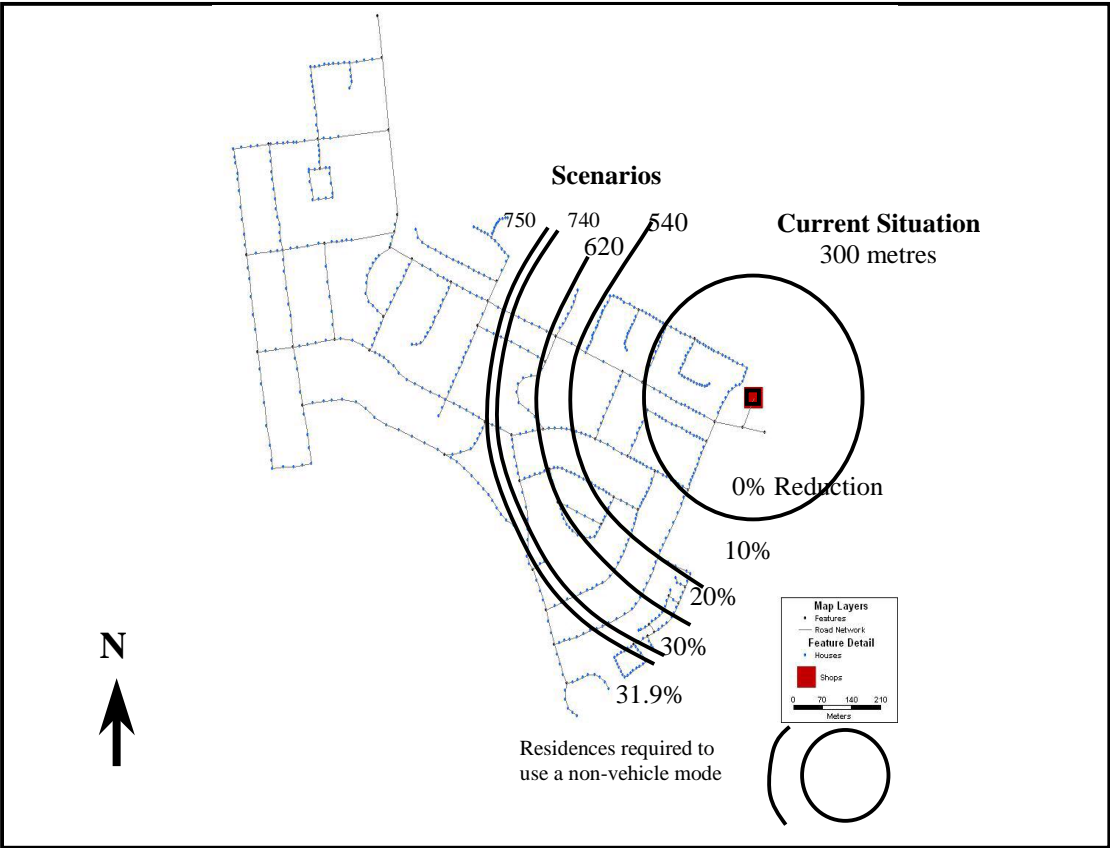 Scenarios
750
740
540
620
Current Situation
300 metres
0% Reduction
10%
20%
30%
31.9%
N
Map Layers
Features
Road Network
Feature Detail
Houses
Shops
0 70 140 210
Meters
Residences required to
use a non-vehicle mode